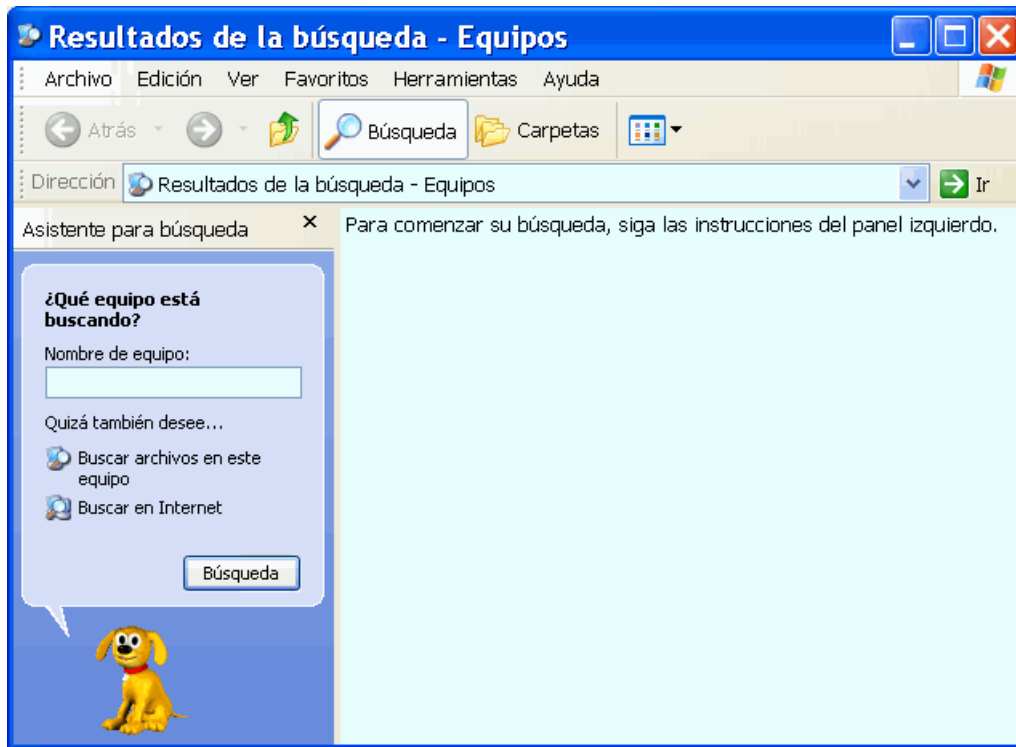 Resultados de la búsqueda - Equipos
Archivo Edición Ver Favoritos Herramientas Ayuda
Atrás Búsqueda Carpetas
Dirección Resultados de la búsqueda - Equipos Ir
Asistente para búsqueda
Para comenzar su búsqueda, siga las instrucciones del panel izquierdo.
¿Qué equipo está
buscando?
Nombre de equipo:
Quizá también desee...
Buscar archivos en este
equipo
Buscar en Internet
Búsqueda